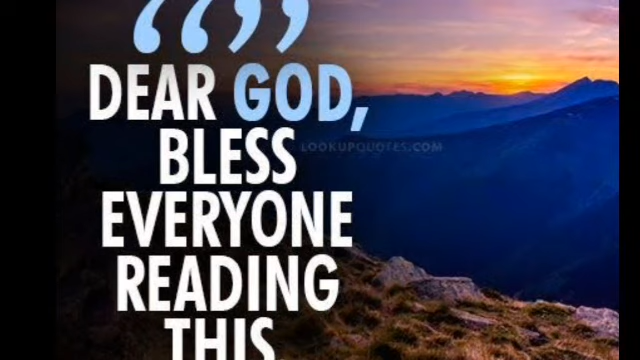 DEAR GOD,
LOOKUPQUOTES.COM
BLESS
EVERYONE
READING
THIS